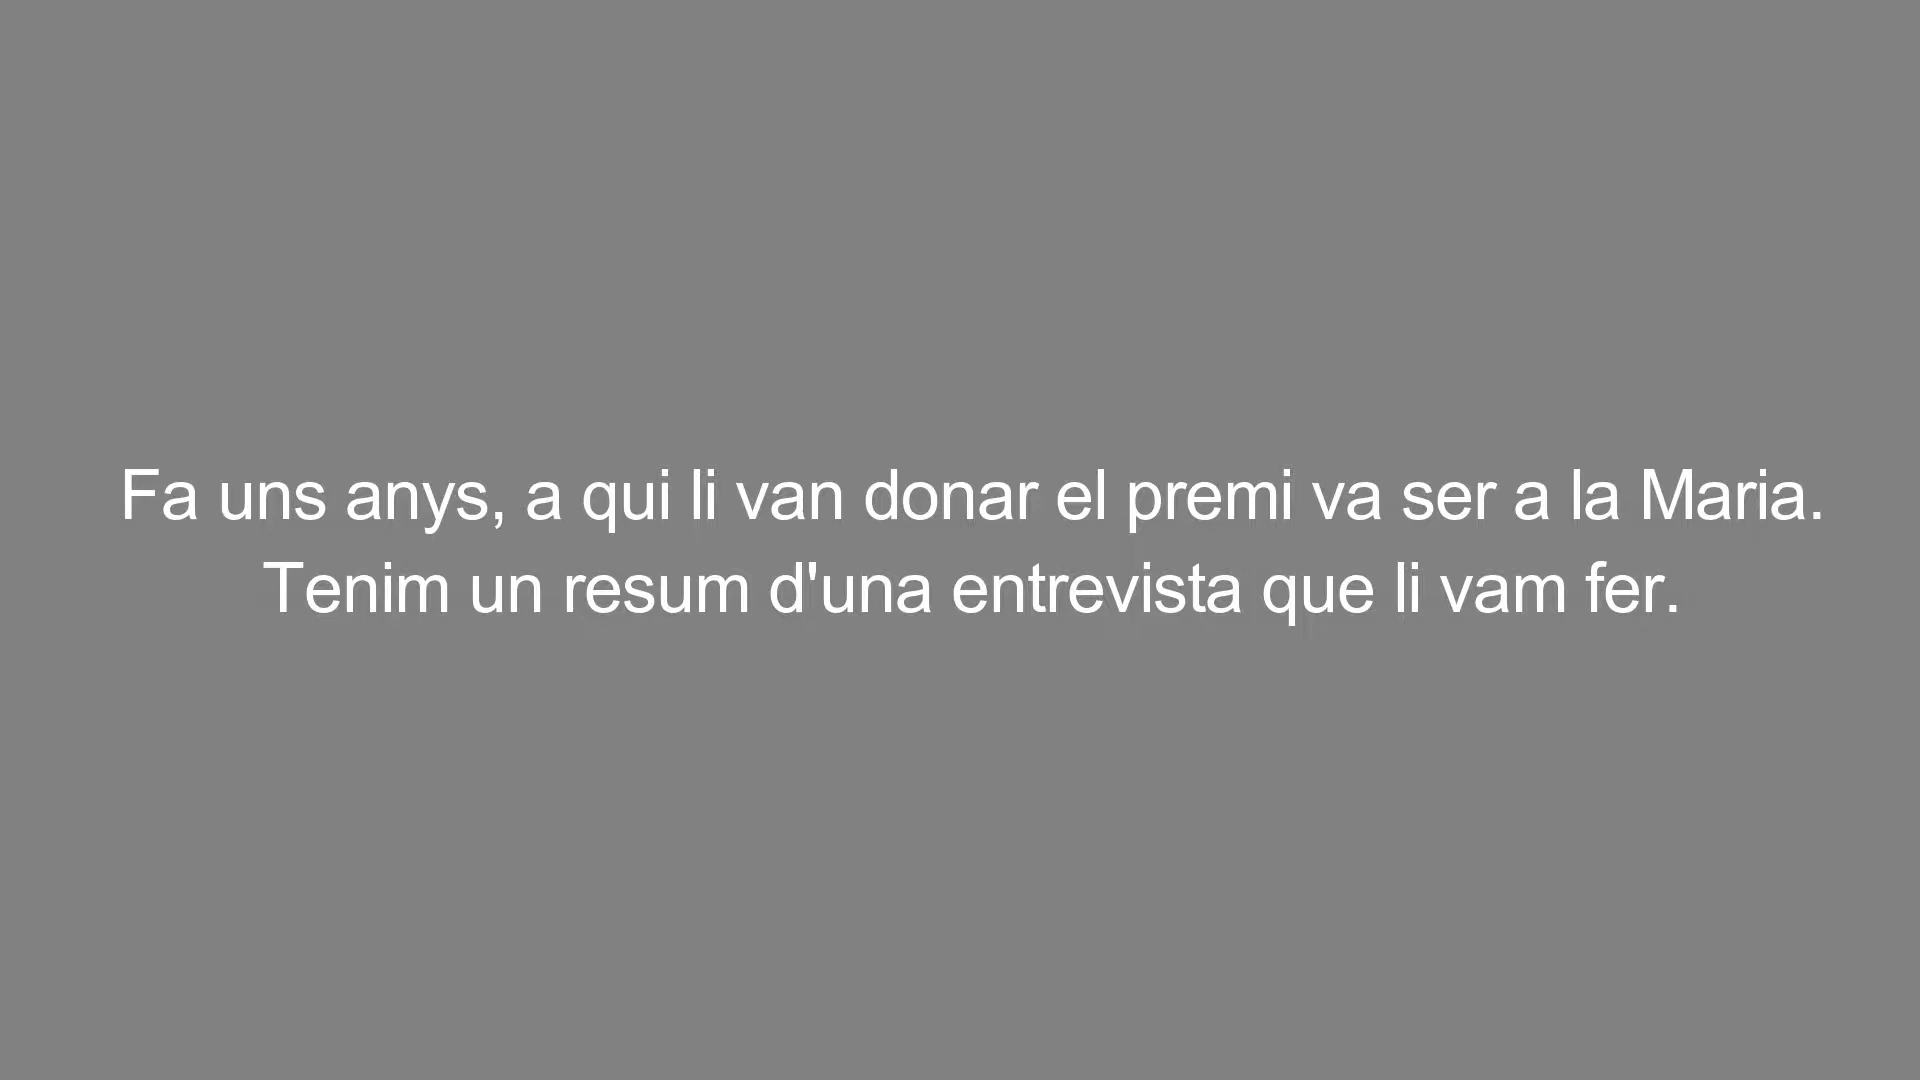 Fa uns anys, a qui li van donar el premi va ser a la Maria.
Tenim un resum d'una entrevista que li vam fer.